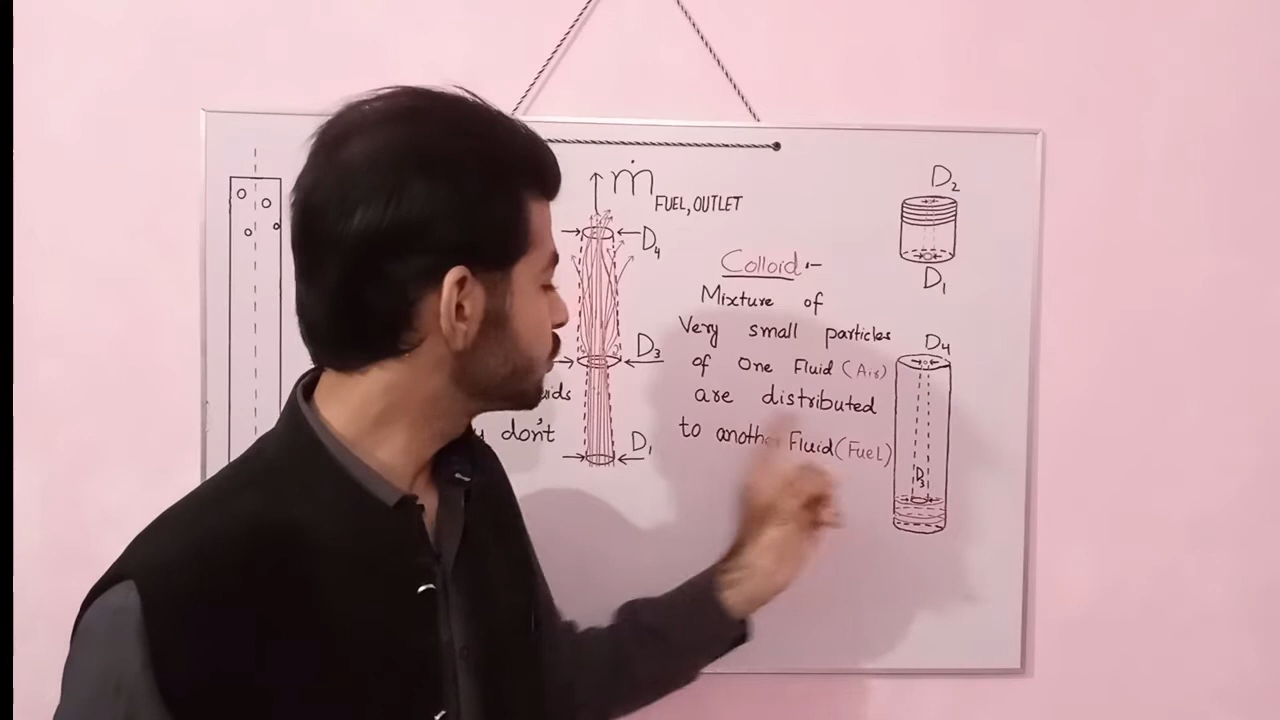 ṁ
FUEL, OUTLET
D4
D3
D1
don't
Colloid :-
Mixture of
Very small particles
of One Fluid (Air)
are distributed
to another Fluid (Fuel)
D2
D1
D4
D3